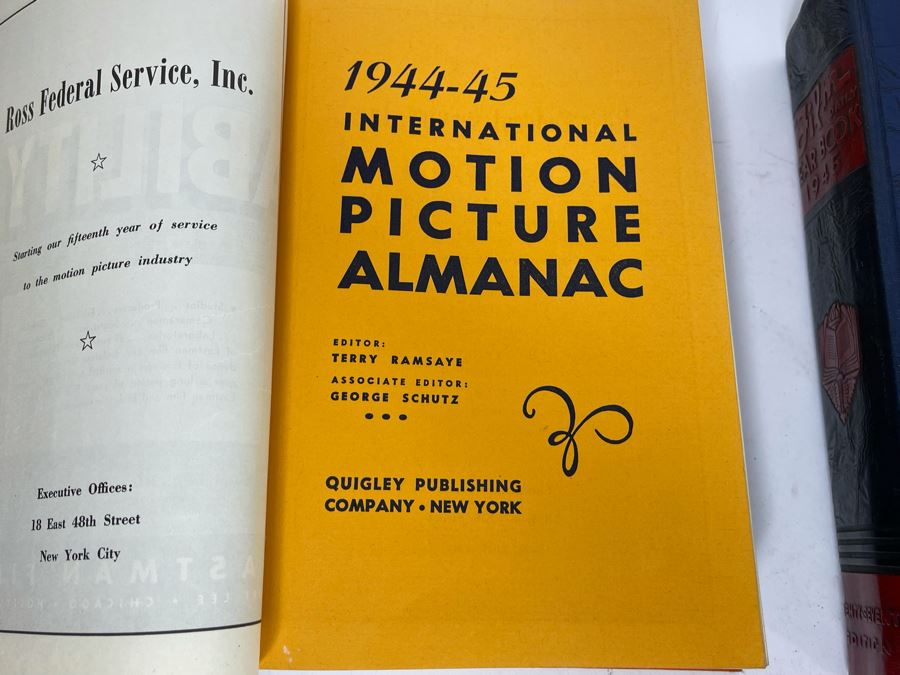 Ross Federal Service, Inc.
Starting our fifteenth year of service
to the motion picture industry
Executive Offices:
18 East 48th Street
New York City
1944-45
INTERNATIONAL
MOTION
PICTURE
ALMANAC
EDITOR:
TERRY RAMSAYE
ASSOCIATE EDITOR:
GEORGE SCHUTZ
QUIGLEY PUBLISHING
COMPANY • NEW YORK
BOOK
1945